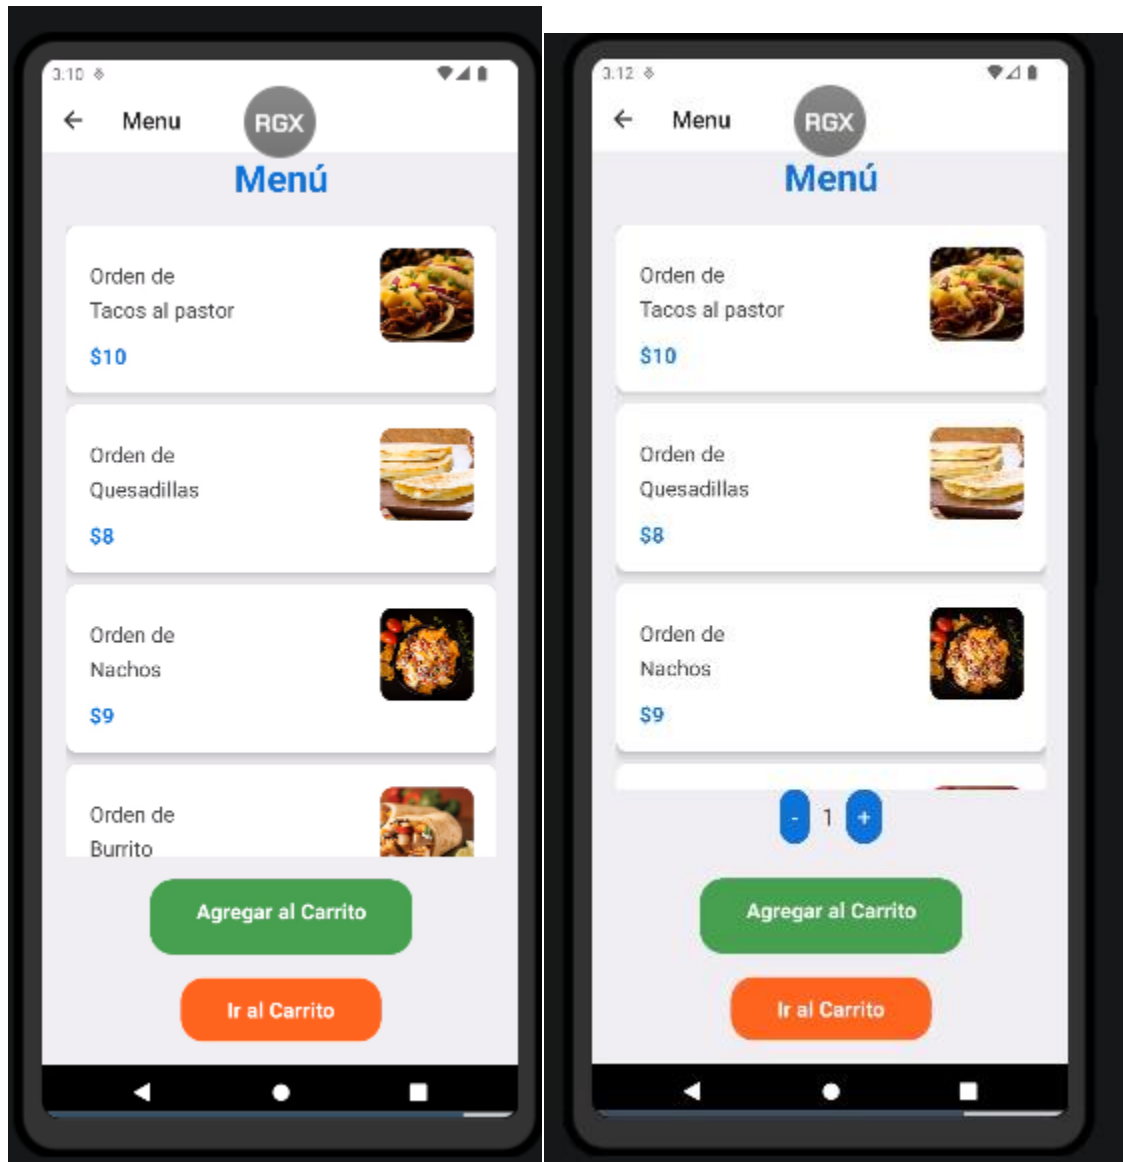 3:10
Menu
RGX
Menú
Orden de
Tacos al pastor
$10
Orden de
Quesadillas
$8
Orden de
Nachos
$9
Orden de
Burrito
Agregar al Carrito
Ir al Carrito
3:12
Menu
RGX
Menú
Orden de
Tacos al pastor
$10
Orden de
Quesadillas
$8
Orden de
Nachos
$9
- 1 +
Agregar al Carrito
Ir al Carrito